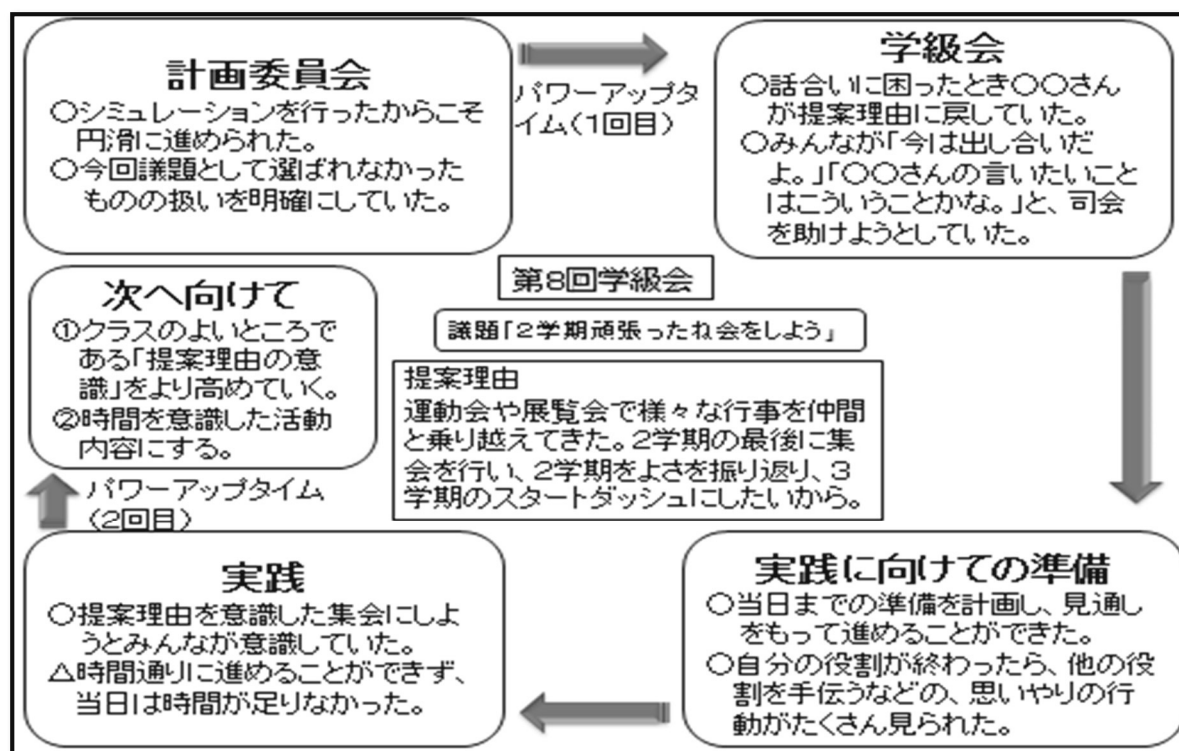 計画委員会
○シミュレーションを行ったからこそ
円滑に進められた。
○今回議題として選ばれなかった
ものの扱いを明確にしていた。
パワーアップタ
イム(1回目)
学級会
○話合いに困ったとき○○さん
が提案理由に戻していた。
○みんなが「今は出し合いだ
よ。」「○○さんの言いたいこと
はこういうことかな。」と、司会
を助けようとしていた。
第8回学級会
議題「2学期頑張ったね会をしよう」
提案理由
運動会や展覧会で様々な行事を仲間
と乗り越えてきた。2学期の最後に集
会を行い、2学期をよさを振り返り、3
学期のスタートダッシュにしたいから。
実践に向けての準備
○当日までの準備を計画し、見通し
をもって進めることができた。
○自分の役割が終わったら、他の役
割を手伝うなどの、思いやりの行
動がたくさん見られた。
実践
○提案理由を意識した集会にしよ
うとみんなが意識していた。
△時間通りに進めることができず、
当日は時間が足りなかった。
パワーアップタイム
(2回目)
次へ向けて
①クラスのよいところで
ある「提案理由の意
識」をより高めていく。
②時間を意識した活動
内容にする。